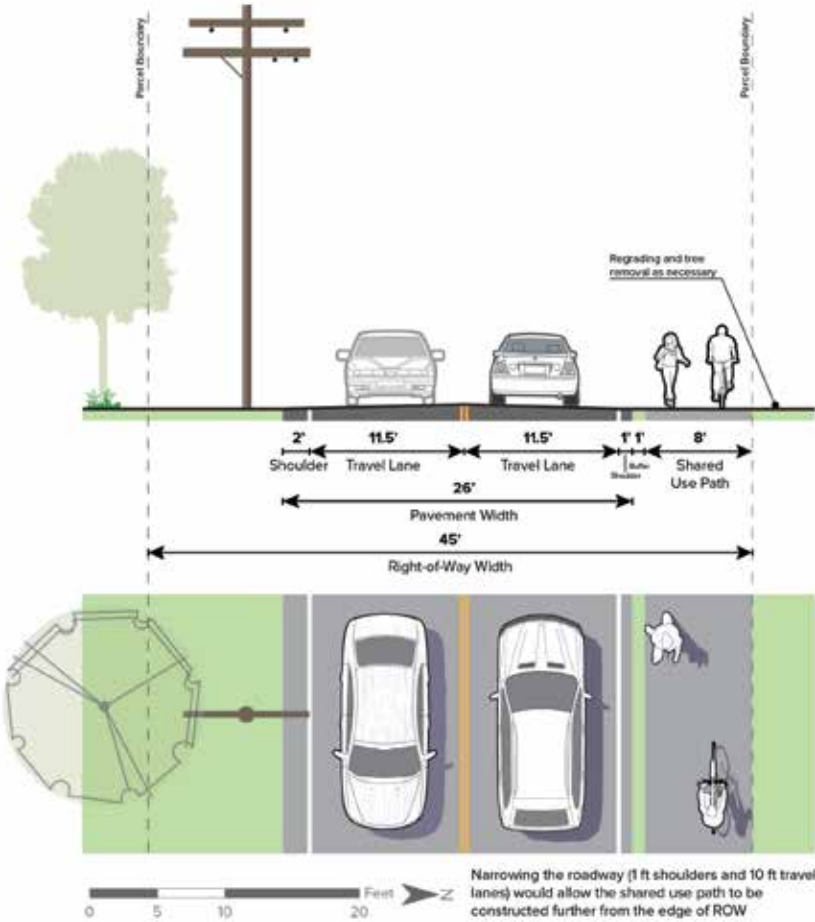 Parcel Boundary
Parcel Boundary
Regrading and tree
removal as necessary
2' 11.5' 11.5' 1' 1' 8'
Shoulder Travel Lane Travel Lane Shoulder Buffer Shared
Use Path
26'
Pavement Width
45'
Right-of-Way Width
Feet N
0 5 10 20
Narrowing the roadway (1 ft shoulders and 10 ft travel
lanes) would allow the shared use path to be
constructed further from the edge of ROW